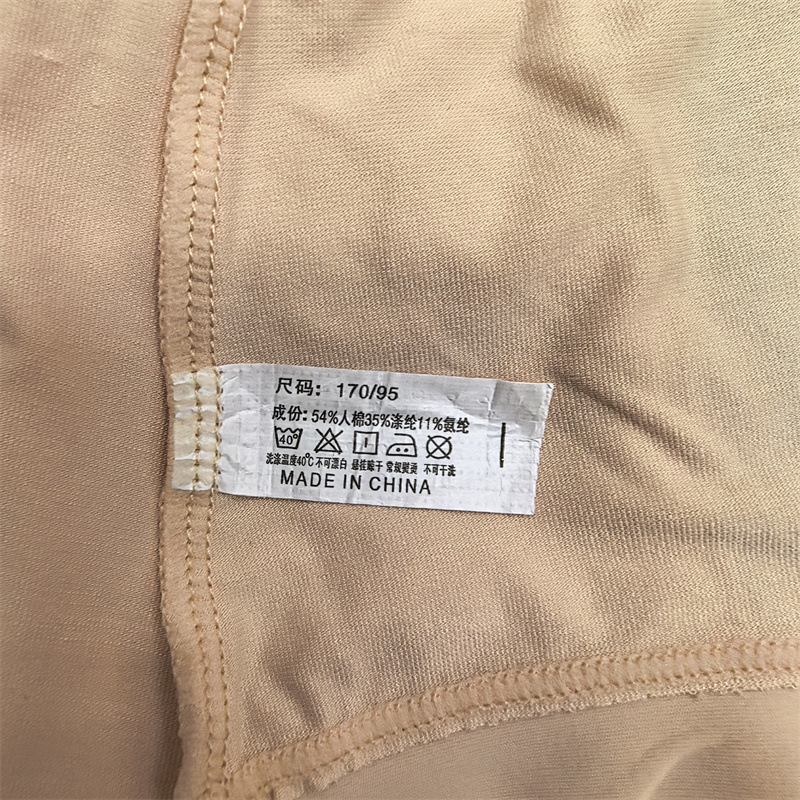 尺码：170/95
成份:54%人棉35%涤纶11%氨纶
40°
洗涤温度40℃ 不可漂白 悬挂晾干 常规熨烫 不可干洗
MADE IN CHINA